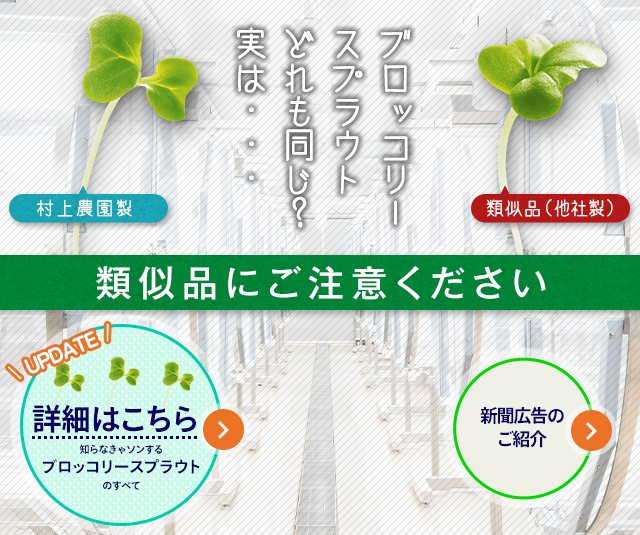 ブロッコリー
スプラウト
どれも同じ？
実は・・・
村上農園製
類似品（他社製）
類似品にご注意ください
\ UPDATE /
詳細はこちら
知らなきゃソンする
ブロッコリースプラウト
のすべて
新聞広告の
ご紹介